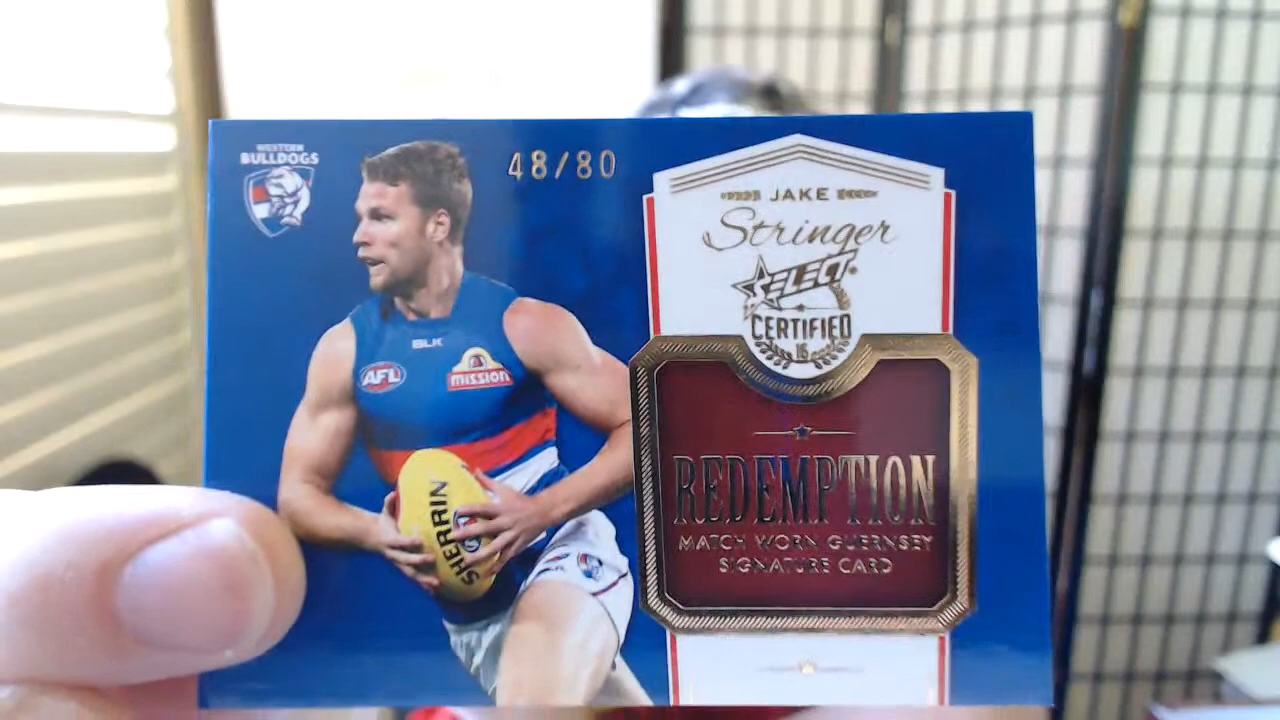 WESTERN
BULLDOGS
48/80
JAKE
Stringer
SELECT
CERTIFIED
16
BLK
AFL
MISSION
SHERRIN
REDEMPTION
MATCH WORN GUERNSEY
SIGNATURE CARD